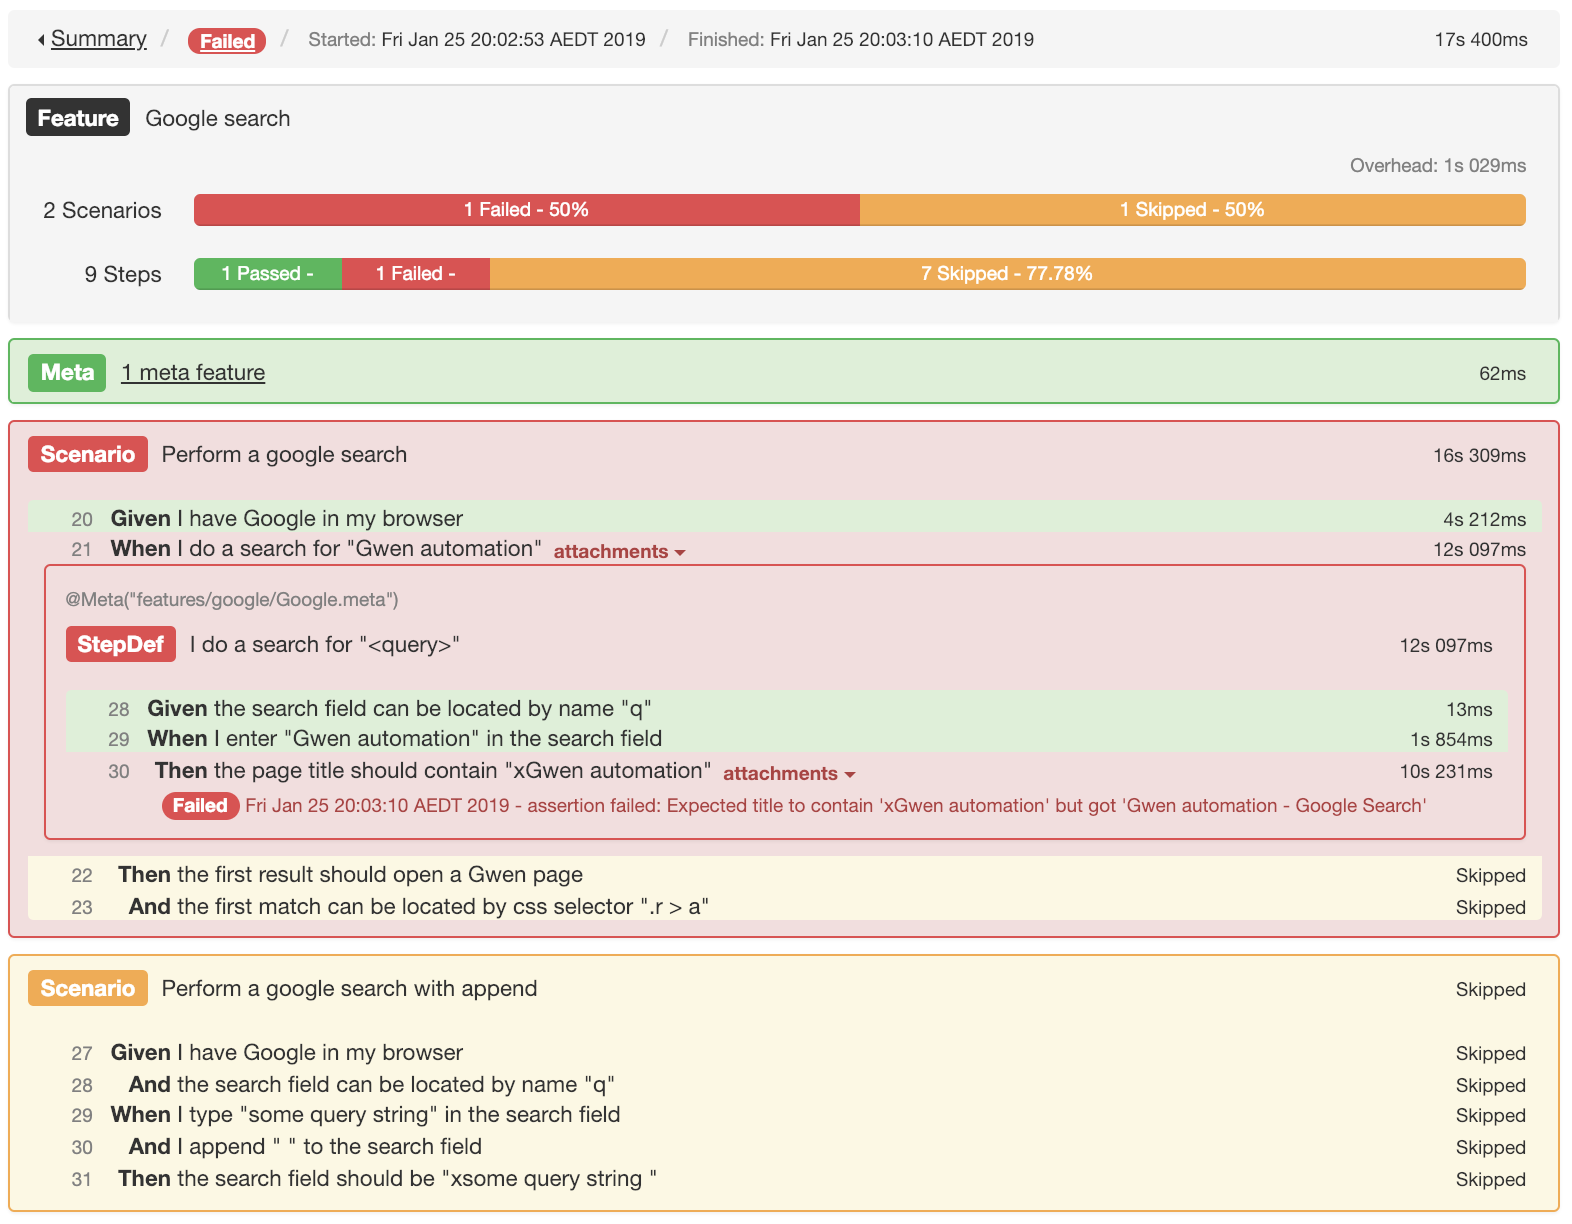 Summary / Failed / Started: Fri Jan 25 20:02:53 AEDT 2019 / Finished: Fri Jan 25 20:03:10 AEDT 2019 17s 400ms
Feature Google search
Overhead: 1s 029ms
2 Scenarios 1 Failed - 50% 1 Skipped - 50%
9 Steps 1 Passed - 1 Failed - 7 Skipped - 77.78%
Meta 1 meta feature 62ms
Scenario Perform a google search 16s 309ms
20 Given I have Google in my browser 4s 212ms
21 When I do a search for "Gwen automation" attachments 12s 097ms
@Meta("features/google/Google.meta")
StepDef I do a search for "<query>" 12s 097ms
28 Given the search field can be located by name "q" 13ms
29 When I enter "Gwen automation" in the search field 1s 854ms
30 Then the page title should contain "xGwen automation" attachments 10s 231ms
Failed Fri Jan 25 20:03:10 AEDT 2019 - assertion failed: Expected title to contain 'xGwen automation' but got 'Gwen automation - Google Search'
22 Then the first result should open a Gwen page Skipped
23 And the first match can be located by css selector ".r > a" Skipped
Scenario Perform a google search with append Skipped
27 Given I have Google in my browser Skipped
28 And the search field can be located by name "q" Skipped
29 When I type "some query string" in the search field Skipped
30 And I append " " to the search field Skipped
31 Then the search field should be "xsome query string " Skipped